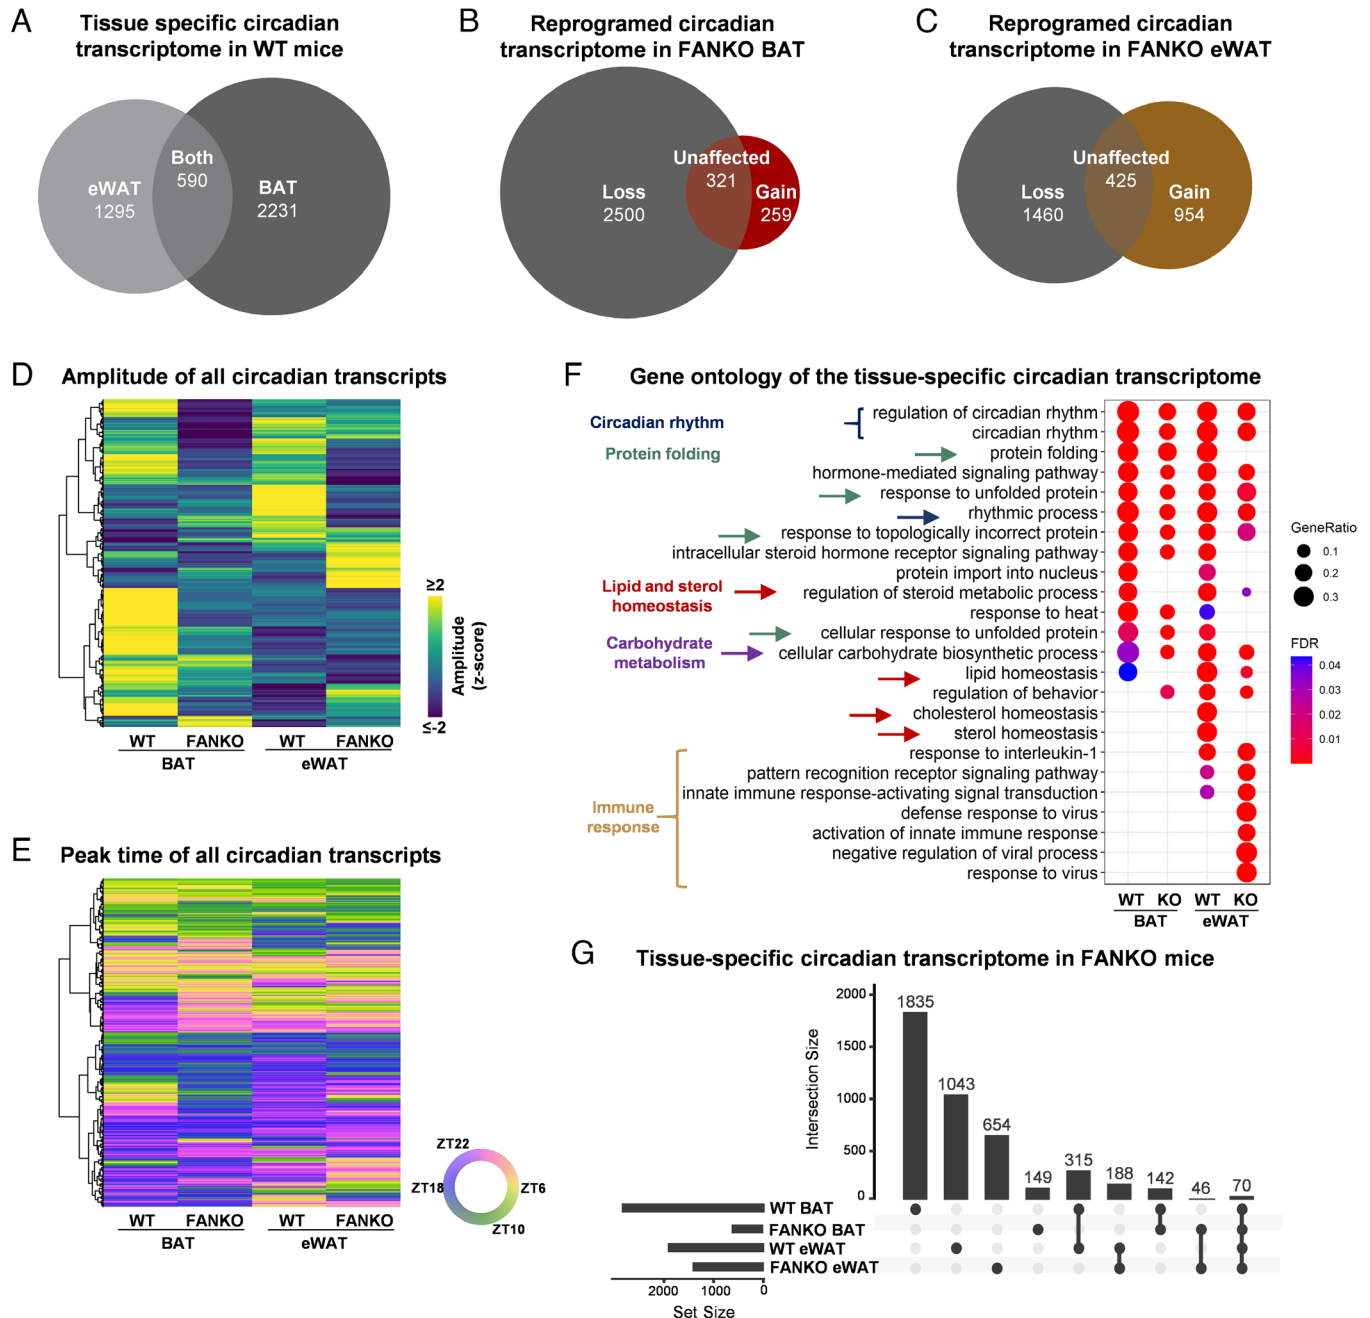 A
Tissue specific circadian
transcriptome in WT mice
eWAT
1295
Both
590
BAT
2231
B
Reprogramed circadian
transcriptome in FANKO BAT
Loss
2500
Unaffected
321
Gain
259
C
Reprogramed circadian
transcriptome in FANKO eWAT
Loss
1460
Unaffected
425
Gain
954
D
Amplitude of all circadian transcripts
≥2
≤-2
Amplitude
(z-score)
WT FANKO WT FANKO
BAT eWAT
E
Peak time of all circadian transcripts
WT FANKO WT FANKO
BAT eWAT
ZT22
ZT18
ZT6
ZT10
F
Gene ontology of the tissue-specific circadian transcriptome
Circadian rhythm
Protein folding
Lipid and sterol
homeostasis
Carbohydrate
metabolism
Immune
response
regulation of circadian rhythm
circadian rhythm
protein folding
hormone-mediated signaling pathway
response to unfolded protein
rhythmic process
response to topologically incorrect protein
intracellular steroid hormone receptor signaling pathway
protein import into nucleus
regulation of steroid metabolic process
response to heat
cellular response to unfolded protein
cellular carbohydrate biosynthetic process
lipid homeostasis
regulation of behavior
cholesterol homeostasis
sterol homeostasis
response to interleukin-1
pattern recognition receptor signaling pathway
innate immune response-activating signal transduction
defense response to virus
activation of innate immune response
negative regulation of viral process
response to virus
WT KO WT KO
BAT eWAT
GeneRatio
0.1
0.2
0.3
FDR
0.04
0.03
0.02
0.01
G
Tissue-specific circadian transcriptome in FANKO mice
Intersection Size
2000
1500
1000
500
0
1835
1043
654
149
315
188
142
46
70
WT BAT
FANKO BAT
WT eWAT
FANKO eWAT
2000 1000 0
Set Size